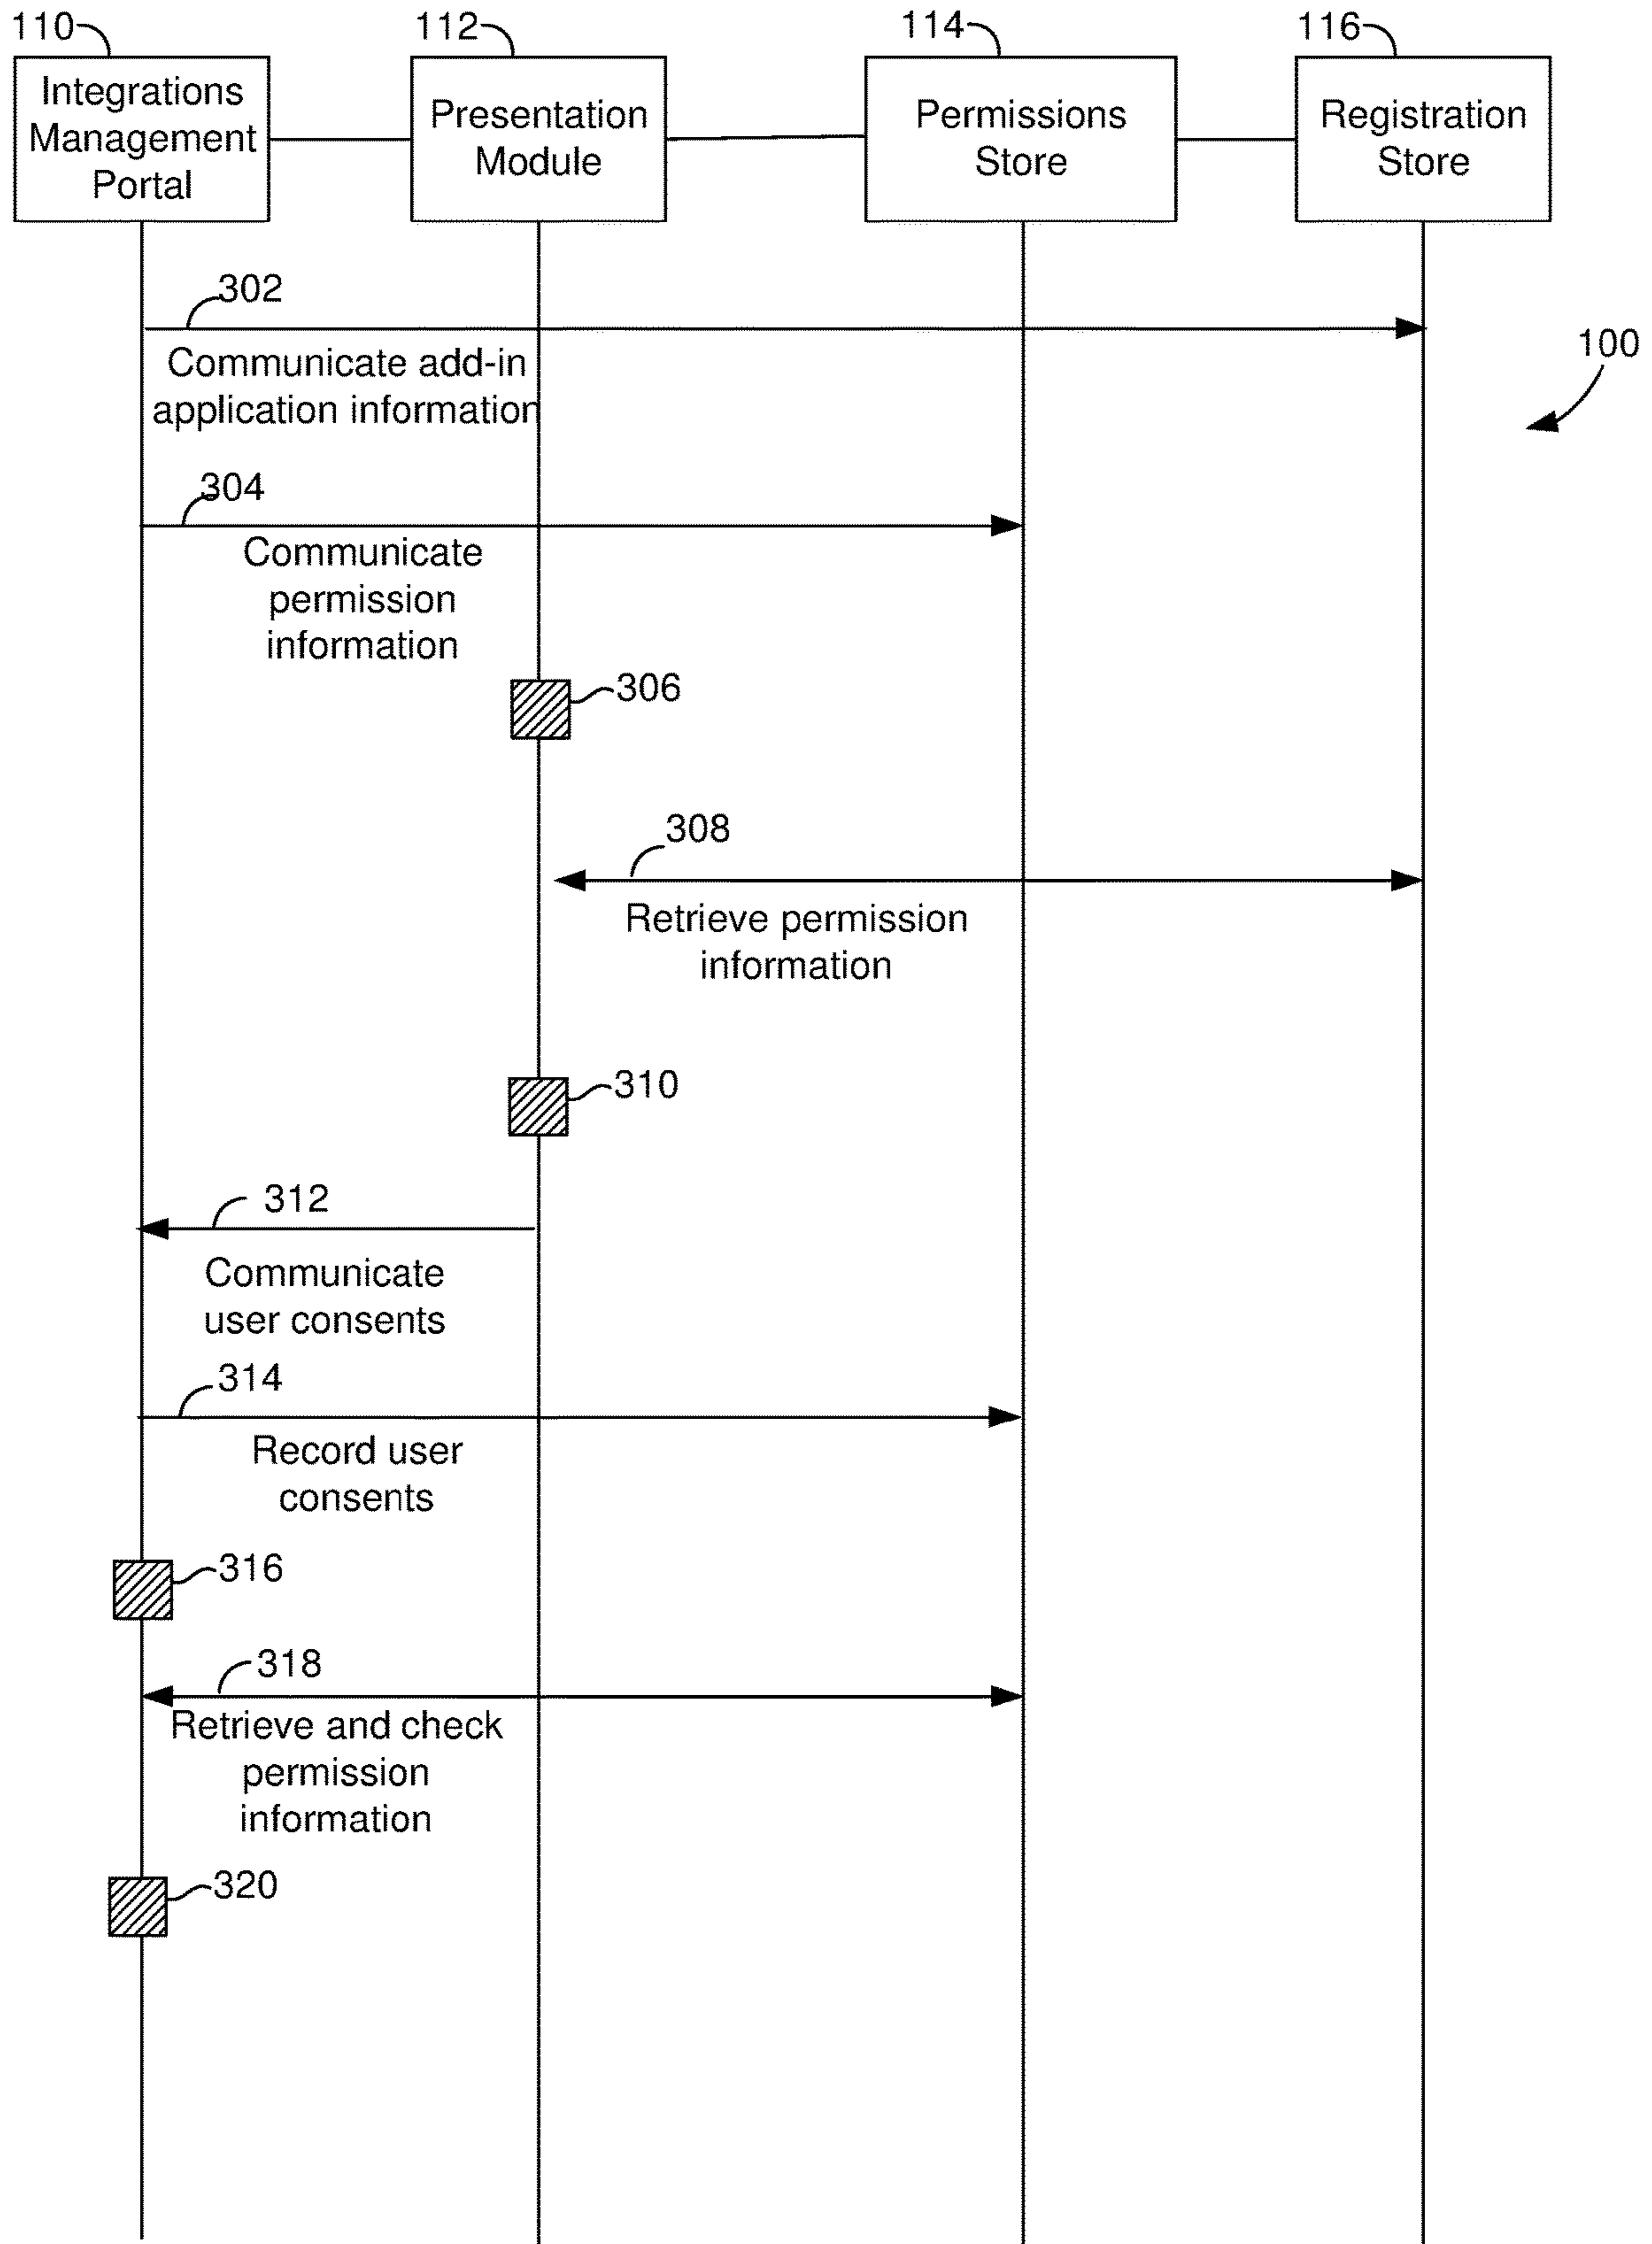 110
112
114
116
Integrations
Management
Portal
Presentation
Module
Permissions
Store
Registration
Store
302
Communicate add-in
application information
100
304
Communicate
permission
information
306
308
Retrieve permission
information
310
312
Communicate
user consents
314
Record user
consents
316
318
Retrieve and check
permission
information
320